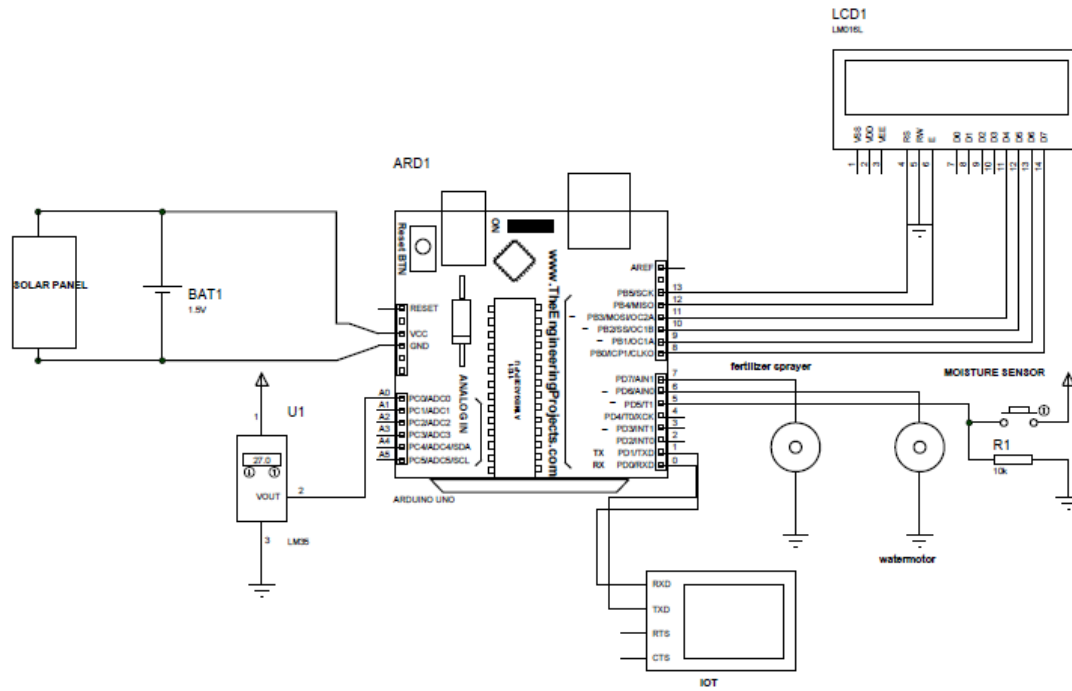 LCD1
LM016L
VSS
VDD
VEE
RS
RW
E
D0
D1
D2
D3
D4
D5
D6
D7
1
2
3
4
5
6
7
8
9
10
11
12
13
14
ARD1
Reset BTN
ON
www.TheEngineeringProjects.com
ANALOG IN
RESET
VCC
GND
A0 PC0/ADC0
A1 PC1/ADC1
A2 PC2/ADC2
A3 PC3/ADC3
A4 PC4/ADC4/SDA
A5 PC5/ADC5/SCL
AREF
PB5/SCK 13
PB4/MISO 12
~ PB3/MOSI/OC2A 11
~ PB2/SS/OC1B 10
~ PB1/OC1A 9
PB0/ICP1/CLKO 8
PD7/AIN1 7
~ PD6/AIN0 6
~ PD5/T1 5
PD4/T0/XCK 4
~ PD3/INT1 3
PD2/INT0 2
TX PD1/TXD 1
RX PD0/RXD 0
ARDUINO UNO
SOLAR PANEL
BAT1
1.5V
U1
1
27.0
VOUT
2
3
LM35
fertilizer sprayer
watermotor
MOISTURE SENSOR
R1
10k
RXD
TXD
RTS
CTS
IOT